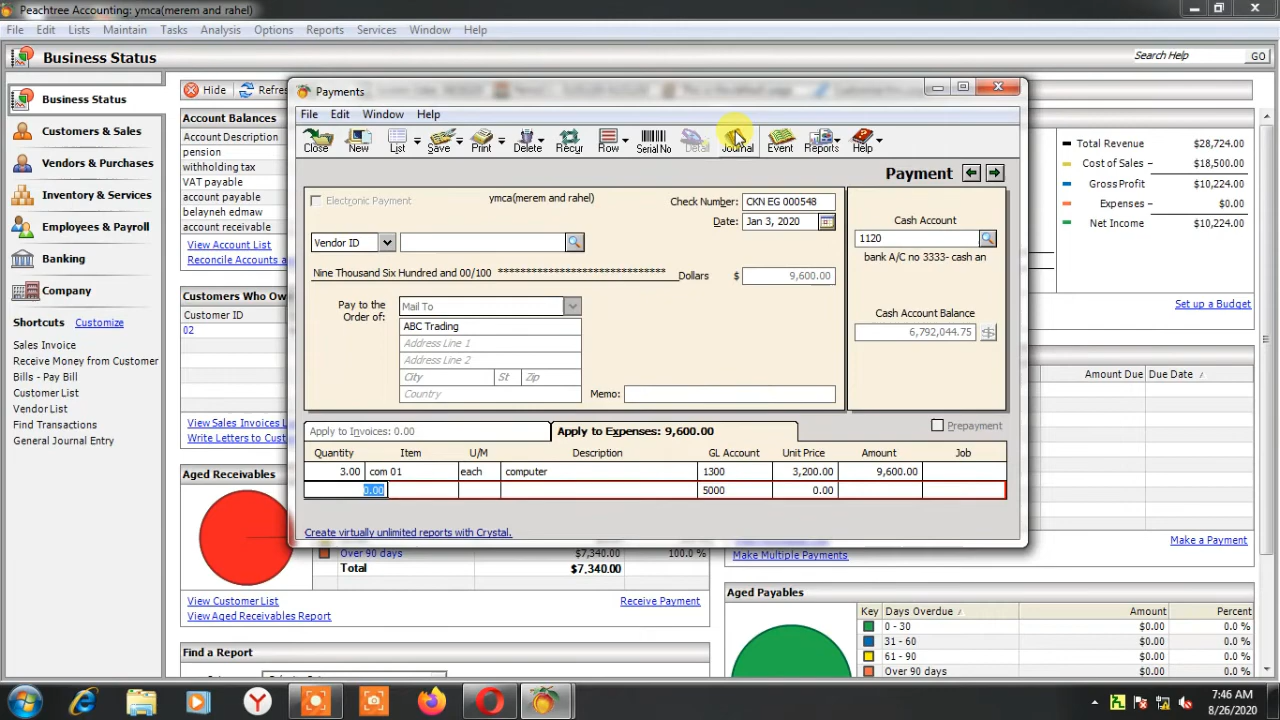 Peachtree Accounting: ymca(merem and rahel)
File Edit Lists Maintain Tasks Analysis Options Reports Services Window Help
Business Status
Search Help
GO
Business Status
Customers & Sales
Vendors & Purchases
Inventory & Services
Employees & Payroll
Banking
Company
Shortcuts Customize
Sales Invoice
Receive Money from Customer
Bills - Pay Bill
Customer List
Vendor List
Find Transactions
General Journal Entry
Hide Refre
Account Balances
Account Description
pension
withholding tax
VAT payable
account payable
belayneh edmaw
account receivable
View Account List
Reconcile Accounts a
Customers Who Ow
Customer ID
02
View Sales Invoices L
Write Letters to Cust
Aged Receivables
Over 90 days $7,340.00 100.0 %
Total $7,340.00
View Customer List Receive Payment
View Aged Receivables Report
Find a Report
Payments
File Edit Window Help
Close New List Save Print Delete Recur Row Serial No Detail Journal Event Reports Help
Payment
Electronic Payment
ymca(merem and rahel)
Check Number: CKN EG 000548
Date: Jan 3, 2020
Vendor ID
Nine Thousand Six Hundred and 00/100 ********************************* Dollars $ 9,600.00
Pay to the Order of:
Mail To
ABC Trading
Address Line 1
Address Line 2
City St Zip
Country
Memo:
Cash Account
1120
bank A/C no 3333- cash an
Cash Account Balance
6,792,044.75
Prepayment
Apply to Invoices: 0.00 Apply to Expenses: 9,600.00
Quantity Item U/M Description GL Account Unit Price Amount Job
3.00 com 01 each computer 1300 3,200.00 9,600.00
0.00 5000 0.00
Create virtually unlimited reports with Crystal.
Total Revenue $28,724.00
Cost of Sales $18,500.00
Gross Profit $10,224.00
Expenses $0.00
Net Income $10,224.00
Set up a Budget
Amount Due Due Date
Make a Payment
Make Multiple Payments
Aged Payables
Key Days Overdue Amount Percent
0 - 30 $0.00 0.0 %
31 - 60 $0.00 0.0 %
61 - 90 $0.00 0.0 %
Over 90 days $0.00 0.0 %
7:46 AM
8/26/2020